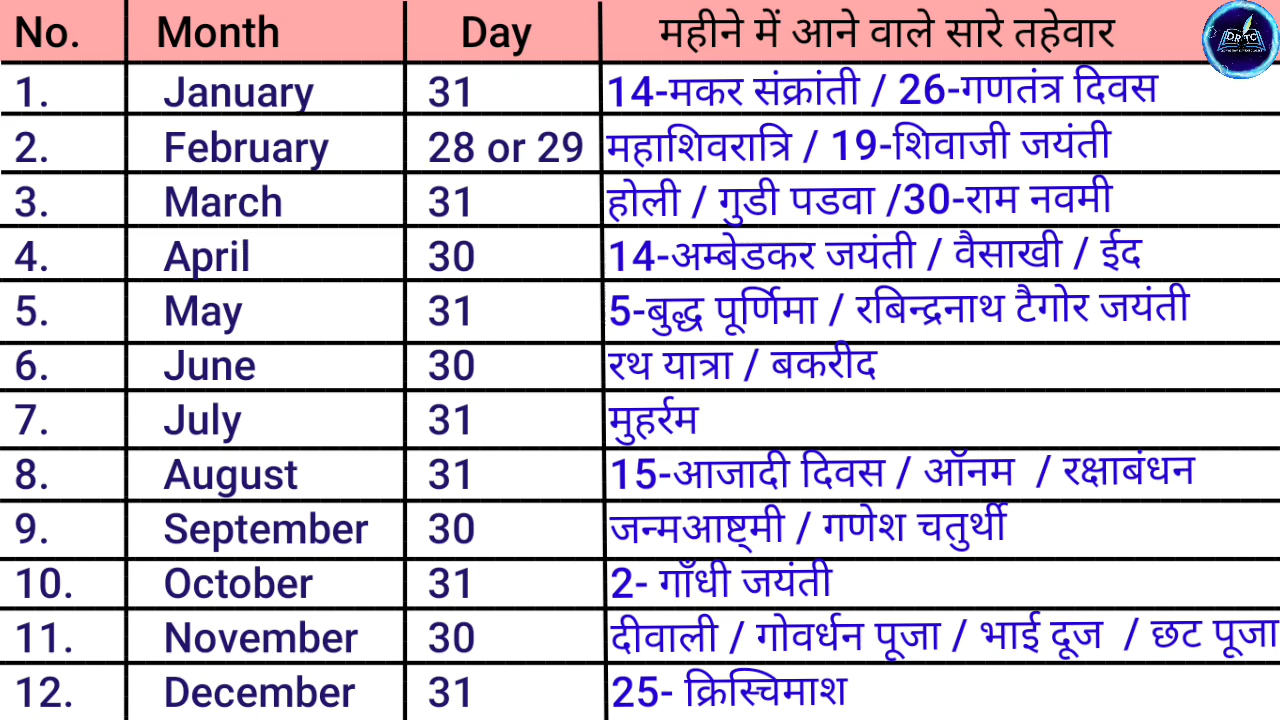 No. Month Day महीने में आने वाले सारे तहेवार DRTC
1. January 31 14-मकर संक्रांती / 26-गणतंत्र दिवस
2. February 28 or 29 महाशिवरात्रि / 19-शिवाजी जयंती
3. March 31 होली / गुडी पडवा /30-राम नवमी
4. April 30 14-अम्बेडकर जयंती / वैसाखी / ईद
5. May 31 5-बुद्ध पूर्णिमा / रबिन्द्रनाथ टैगोर जयंती
6. June 30 रथ यात्रा / बकरीद
7. July 31 मुहर्रम
8. August 31 15-आजादी दिवस / ऑनम / रक्षाबंधन
9. September 30 जन्मआष्ट्मी / गणेश चतुर्थी
10. October 31 2- गाँधी जयंती
11. November 30 दीवाली / गोवर्धन पूजा / भाई दूज / छट पूजा
12. December 31 25- क्रिस्चिमाश